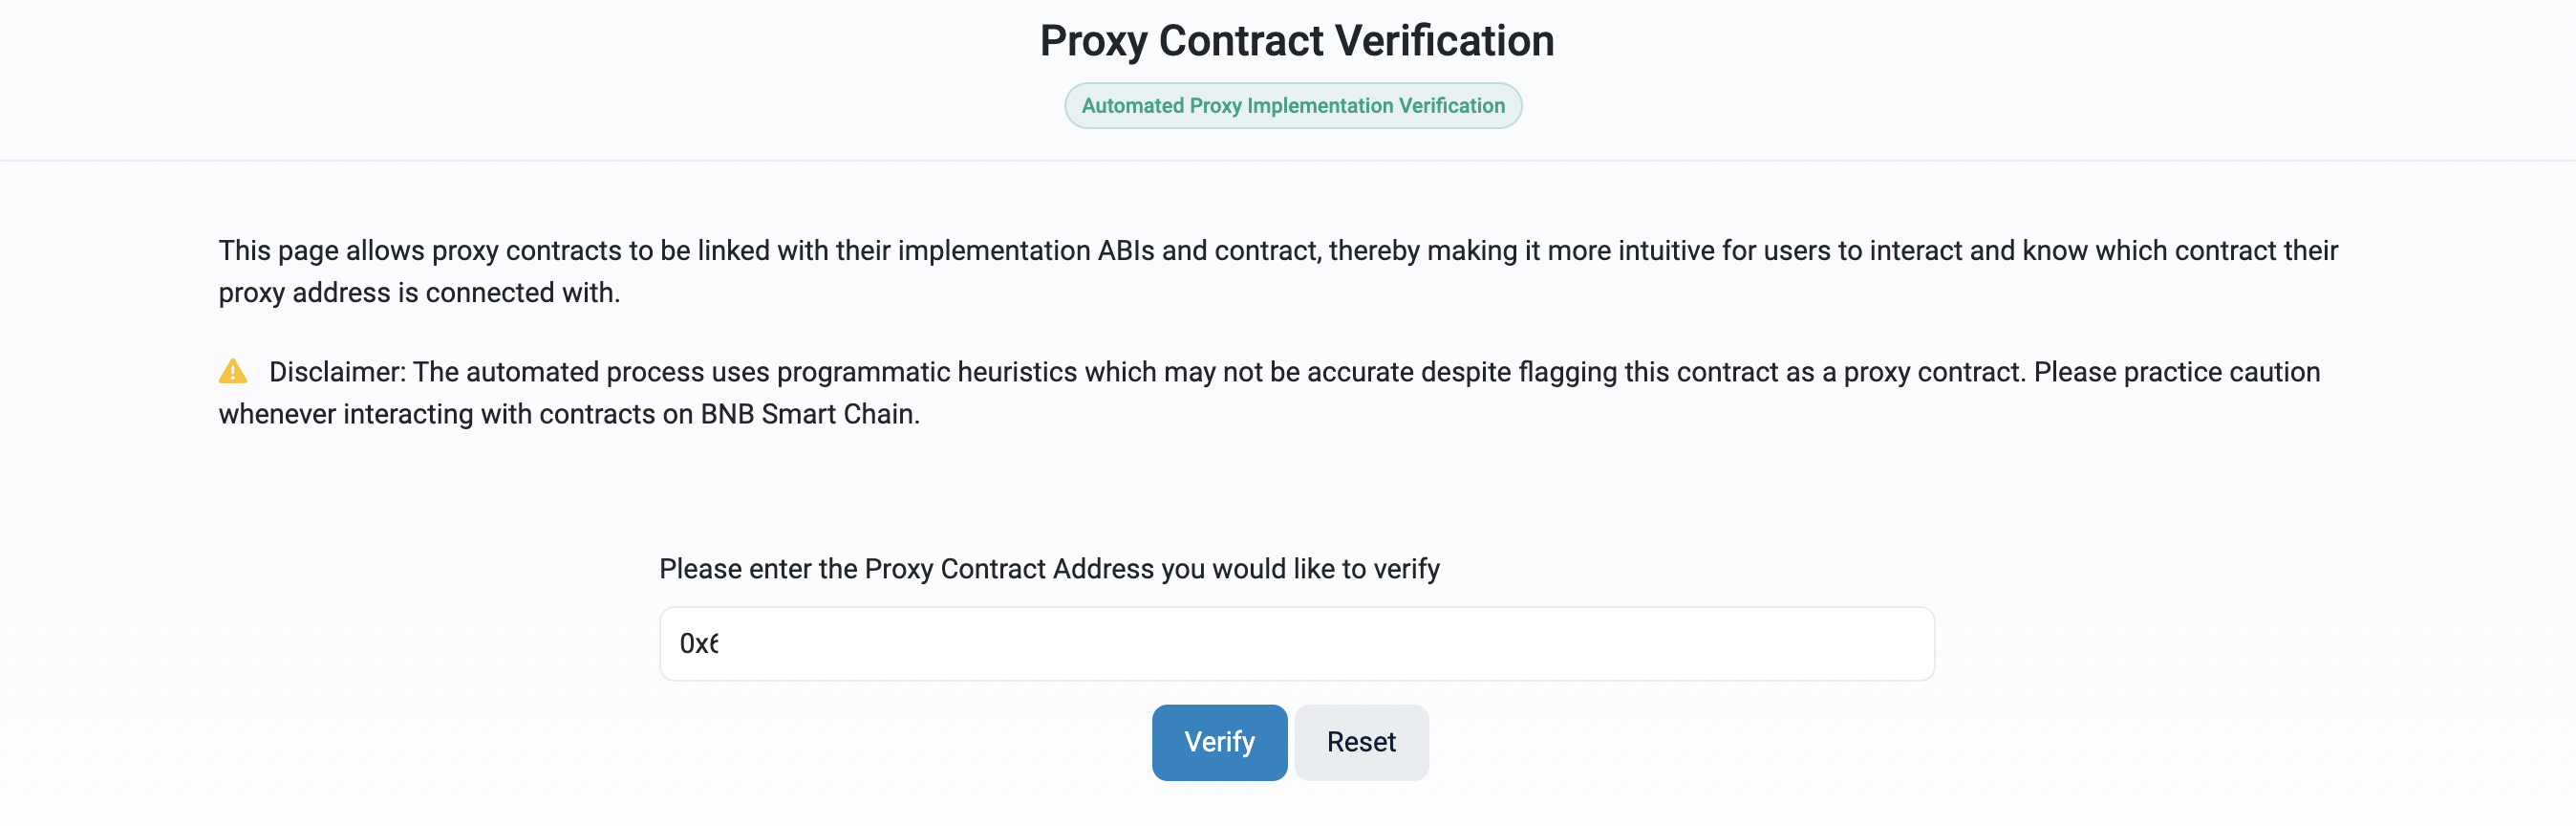 Proxy Contract Verification
Automated Proxy Implementation Verification
This page allows proxy contracts to be linked with their implementation ABIs and contract, thereby making it more intuitive for users to interact and know which contract their
proxy address is connected with.
Disclaimer: The automated process uses programmatic heuristics which may not be accurate despite flagging this contract as a proxy contract. Please practice caution
whenever interacting with contracts on BNB Smart Chain.
Please enter the Proxy Contract Address you would like to verify
0x6
Verify Reset